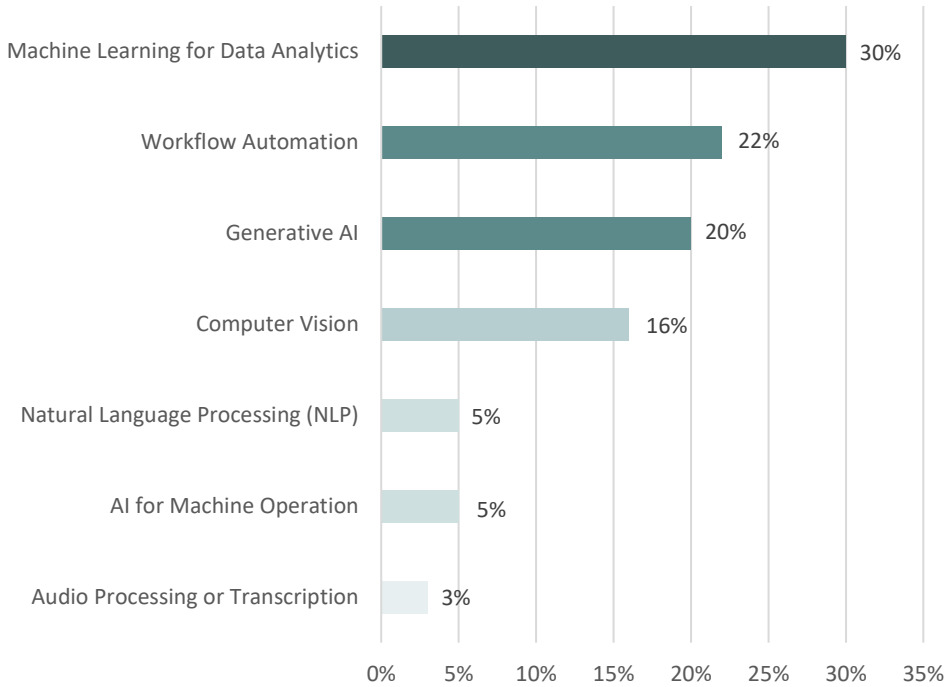 Machine Learning for Data Analytics 30%
Workflow Automation 22%
Generative AI 20%
Computer Vision 16%
Natural Language Processing (NLP) 5%
AI for Machine Operation 5%
Audio Processing or Transcription 3%
0% 5% 10% 15% 20% 25% 30% 35%